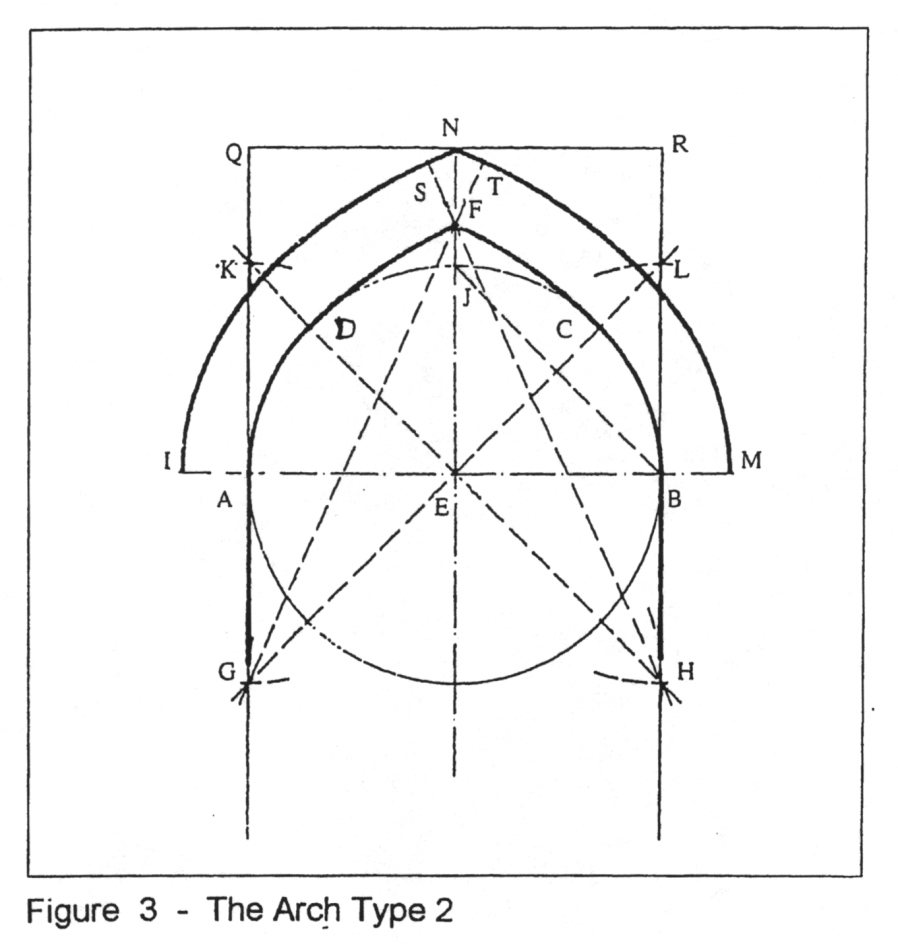 N
Q R
S T
F
K L
J
D C
I M
A E B
G H
Figure 3 - The Arch Type 2